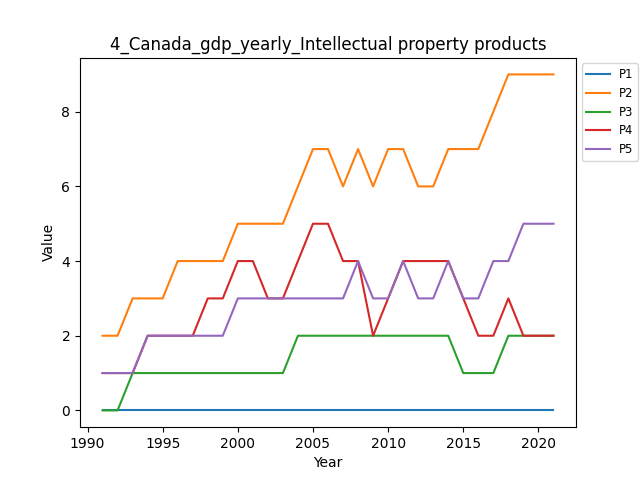 4_Canada_gdp_yearly_Intellectual property products
P1
P2
P3
P4
P5
8
6
4
2
0
Value
1990 1995 2000 2005 2010 2015 2020
Year